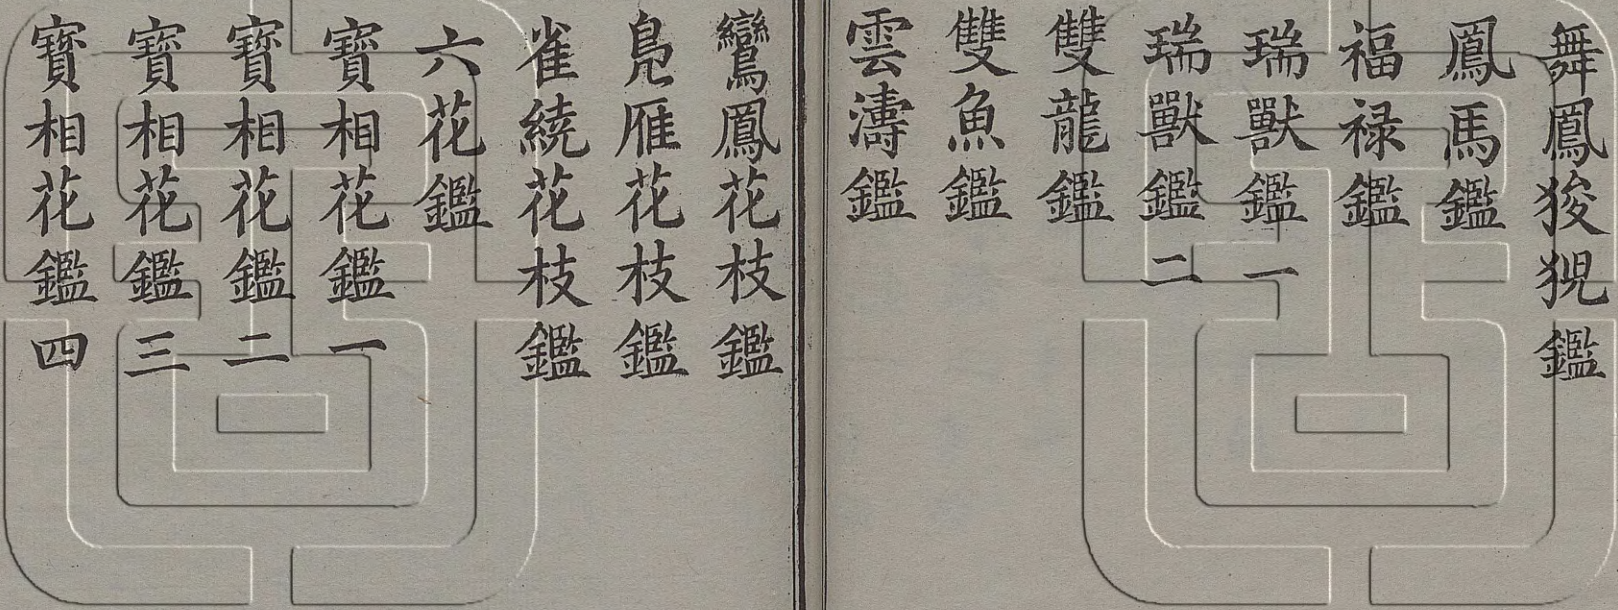 舞鳳狻猊鑑
鳳馬鑑
福祿鑑
瑞獸鑑一
瑞獸鑑二
雙龍鑑
雙魚鑑
雲濤鑑
鸞鳳花枝鑑
鳧雁花枝鑑
雀繞花枝鑑
六花鑑
寶相花鑑一
寶相花鑑二
寶相花鑑三
寶相花鑑四